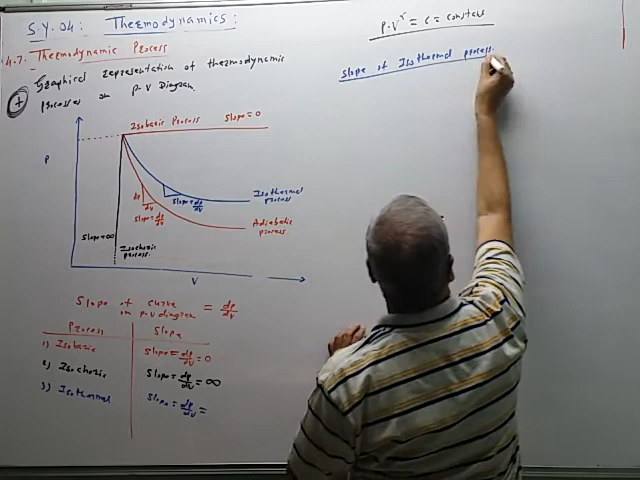 S.Y.04: Thermodynamics:
4.7. Thermodynamic Process
Graphical representation of thermodynamic
processes on P-V Diagram.
P
Isobaric Process Slope = 0
Isothermal
process
Slope = dp/dv
dp
dv
Slope = dp/dv
Adiabatic
process
Slope = ∞
Isochoric
process.
V
Slope of curve
on p-v diagram = dp/dv
Process Slope
1) Isobaric Slope = dp/dv = 0
2) Isochoric Slope = dp/dv = ∞
3) Isothermal Slope = dp/dv =
P.V^r = C = constant
Slope of Isothermal process.